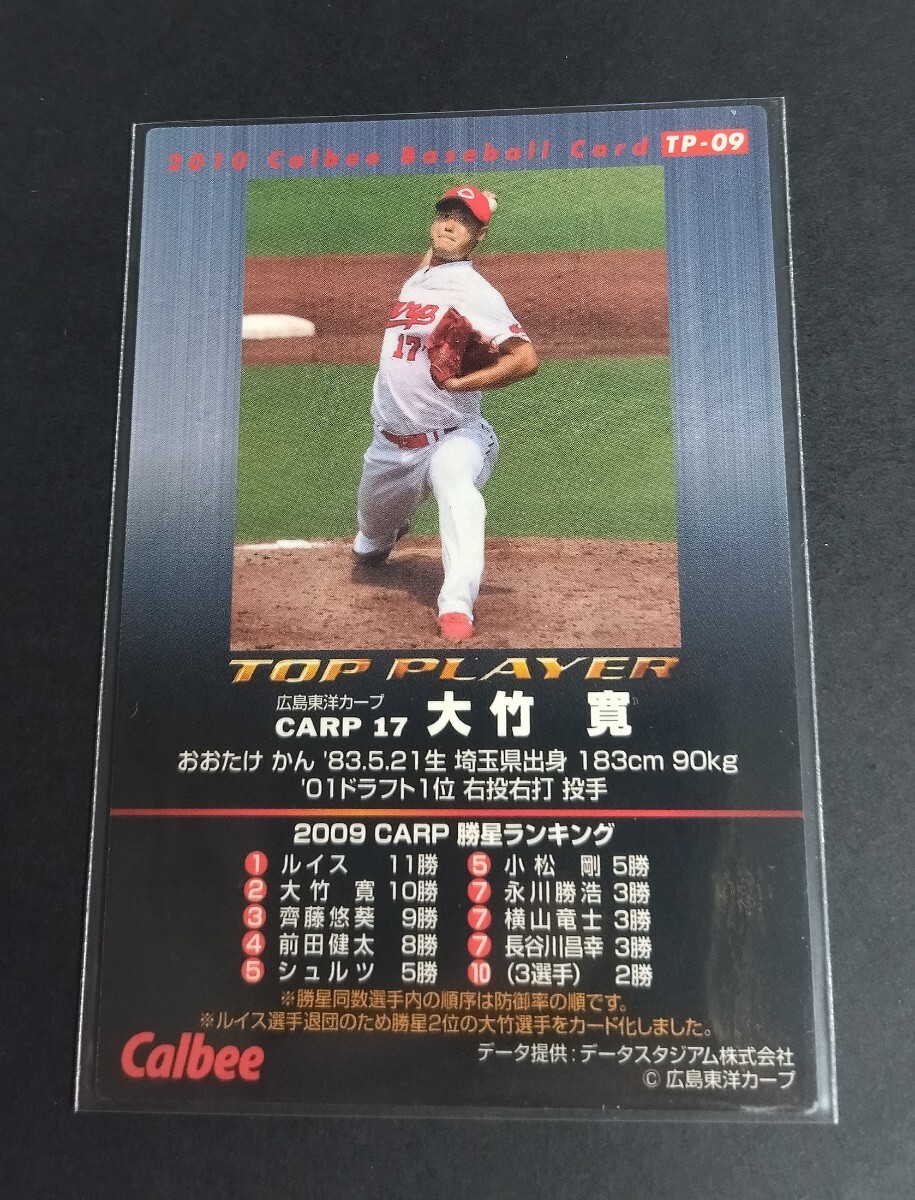 2010 Calbee Baseball Card TP-09
Carp
17
TOP PLAYER
広島東洋カープ
CARP 17 大竹 寛
おおたけ かん '83.5.21生 埼玉県出身 183cm 90kg
'01ドラフト1位 右投右打 投手
2009 CARP 勝星ランキング
1 ルイス 11勝
2 大竹 寛 10勝
3 齊藤悠葵 9勝
4 前田健太 8勝
5 シュルツ 5勝
5 小松 剛 5勝
7 永川勝浩 3勝
7 横山竜士 3勝
7 長谷川昌幸 3勝
10 (3選手) 2勝
※勝星同数選手内の順序は防御率の順です。
※ルイス選手退団のため勝星2位の大竹選手をカード化しました。
Calbee
データ提供:データスタジアム株式会社
© 広島東洋カープ